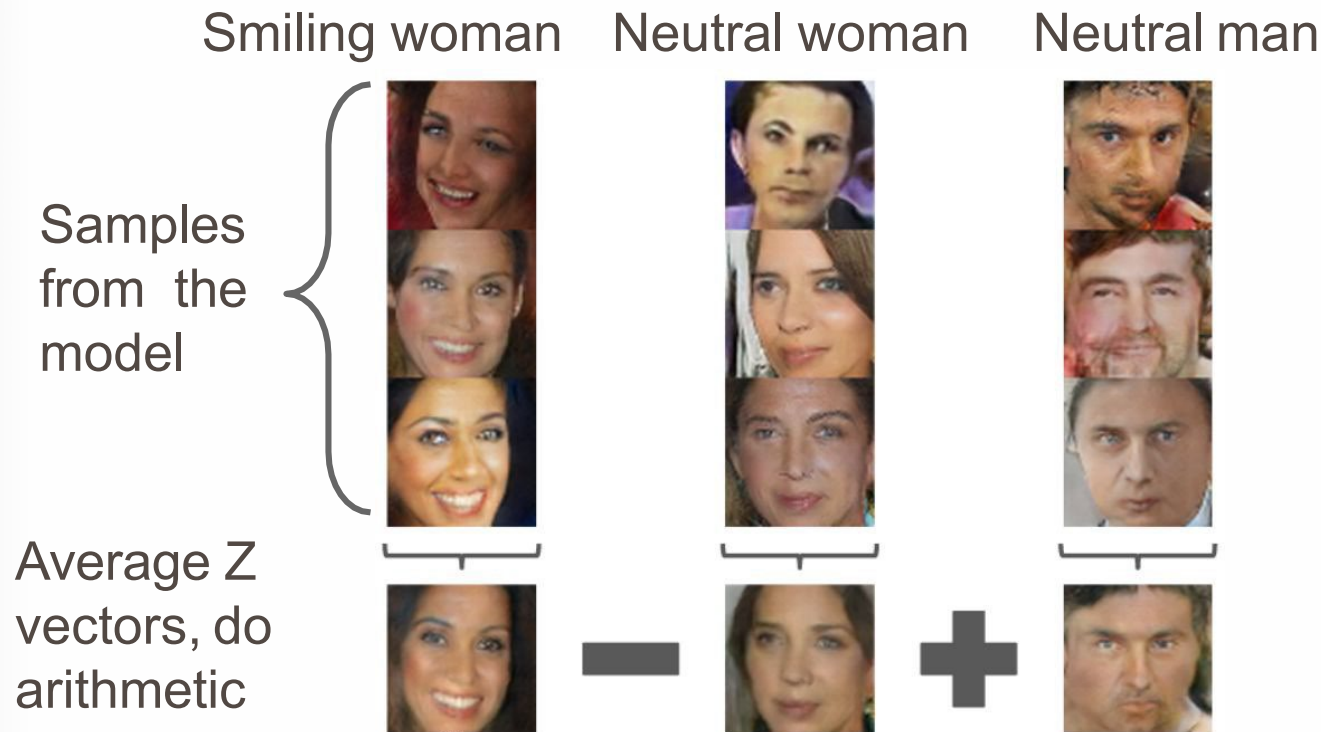 Smiling woman Neutral woman Neutral man
Samples
from the
model
Average Z
vectors, do
arithmetic